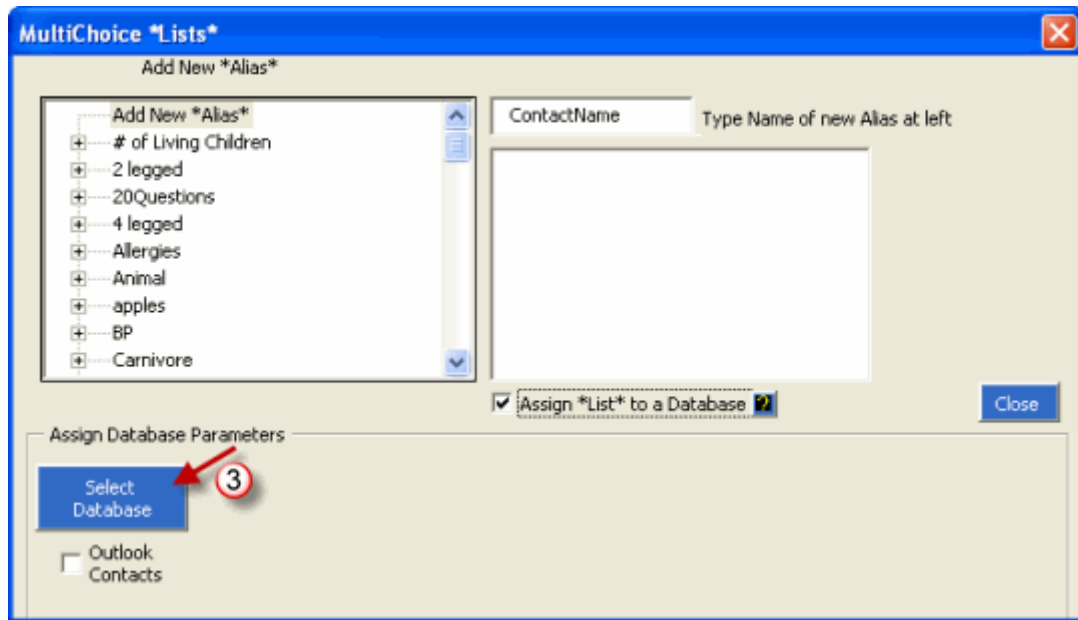 MultiChoice *Lists*
Add New *Alias*
Add New *Alias*
# of Living Children
2 legged
20Questions
4 legged
Allergies
Animal
apples
BP
Carnivore
ContactName
Type Name of new Alias at left
Assign *List* to a Database ?
Close
Assign Database Parameters
Select
Database
3
Outlook
Contacts